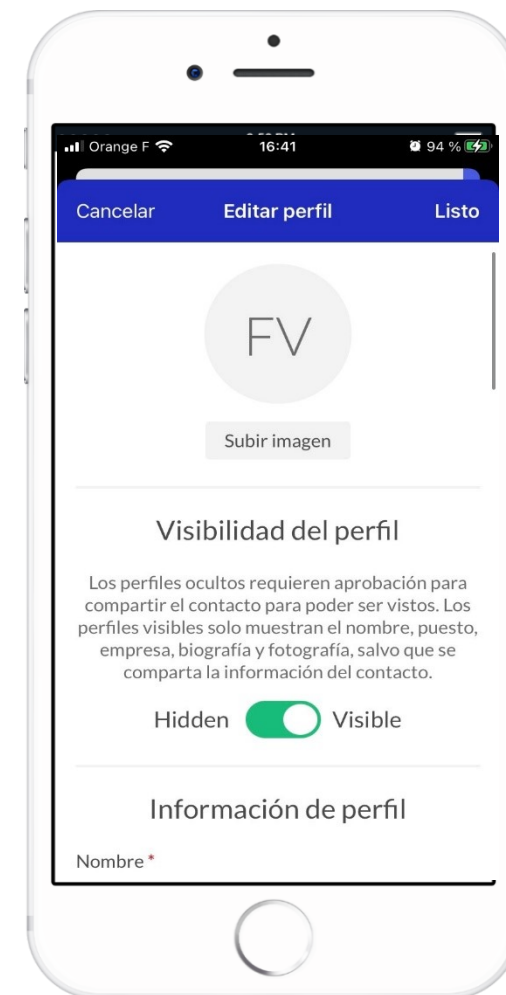 Orange F 16:41 94 %
Cancelar Editar perfil Listo
FV
Subir imagen
Visibilidad del perfil
Los perfiles ocultos requieren aprobación para
compartir el contacto para poder ser vistos. Los
perfiles visibles solo muestran el nombre, puesto,
empresa, biografía y fotografía, salvo que se
comparta la información del contacto.
Hidden Visible
Información de perfil
Nombre *